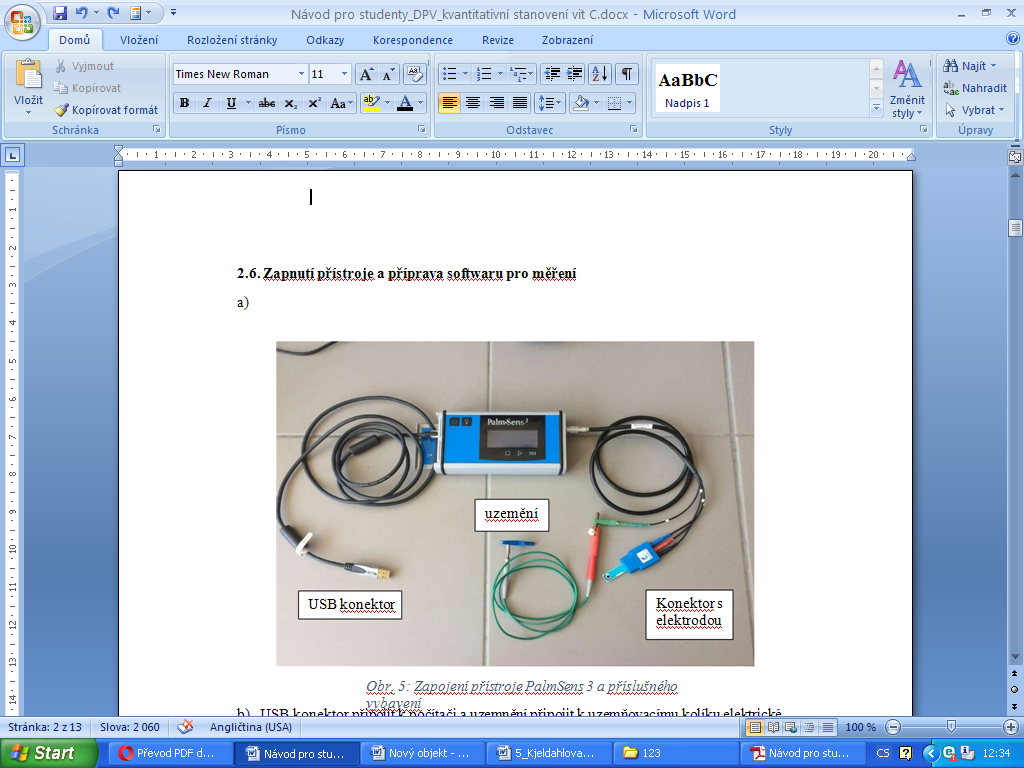 Návod pro studenty_DPV_kvantitativní stanovení vit C.docx - Microsoft Word
Domů Vložení Rozložení stránky Odkazy Korespondence Revize Zobrazení
Vložit
Vyjmout
Kopírovat
Kopírovat formát
Schránka
Times New Roman 11
Písmo
Odstavec
AaBbC
Nadpis 1
Změnit styly
Styly
Najít
Nahradit
Vybrat
Úpravy
2.6. Zapnutí přístroje a příprava softwaru pro měření
a)
PalmSens3
uzemění
USB konektor
Konektor s
elektrodou
Obr. 5: Zapojení přístroje PalmSens 3 a příslušného
vybavení
b) USB konektor připojit k počítači a uzemnění připojit k uzemňovacímu kolíku elektrické
Stránka: 2 z 13 Slova: 2 060 Angličtina (USA) 100 %
Start Převod PDF d... Návod pro stu... Nový objekt - ... 5_Kjeldahlova... 123 Návod pro stu... CS 12:34